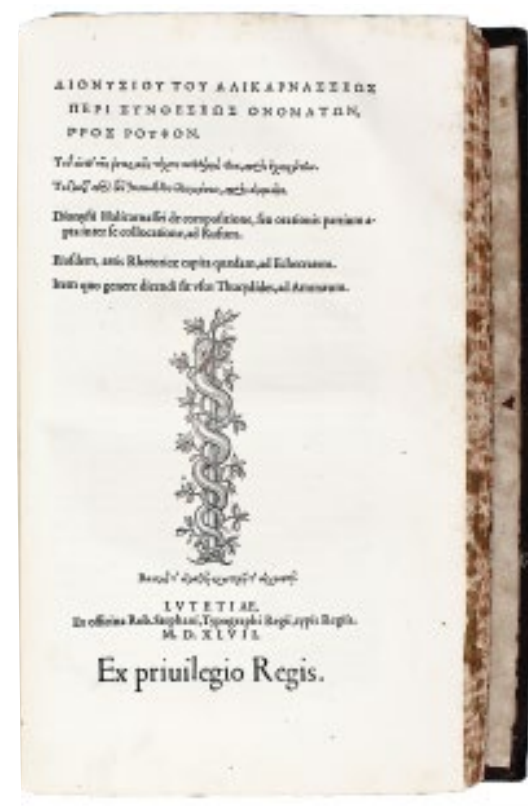 ΔΙΟΝΥΣΙΟΥ ΤΟΥ ΑΛΙΚΑΡΝΑΣΣΕΩΣ
ΠΕΡΙ ΣΥΝΘΕΣΕΩΣ ΟΝΟΜΑΤΩΝ,
ΠΡΟΣ ΡΟΥΦΟΝ.
Dionysii Halicarnassei de compositione, seu orationis partium a-
pta inter se collocatione, ad Rufum.
Eiusdem, artis Rhetoricæ capita quædam, ad Echecratem.
Item quo genere dicendi sit usus Thucydides, ad Ammæum.
LVTETIAE.
Ex officina Rob. Stephani, Typographi Regii, typis Regiis.
M. D. XLVII.
Ex priuilegio Regis.